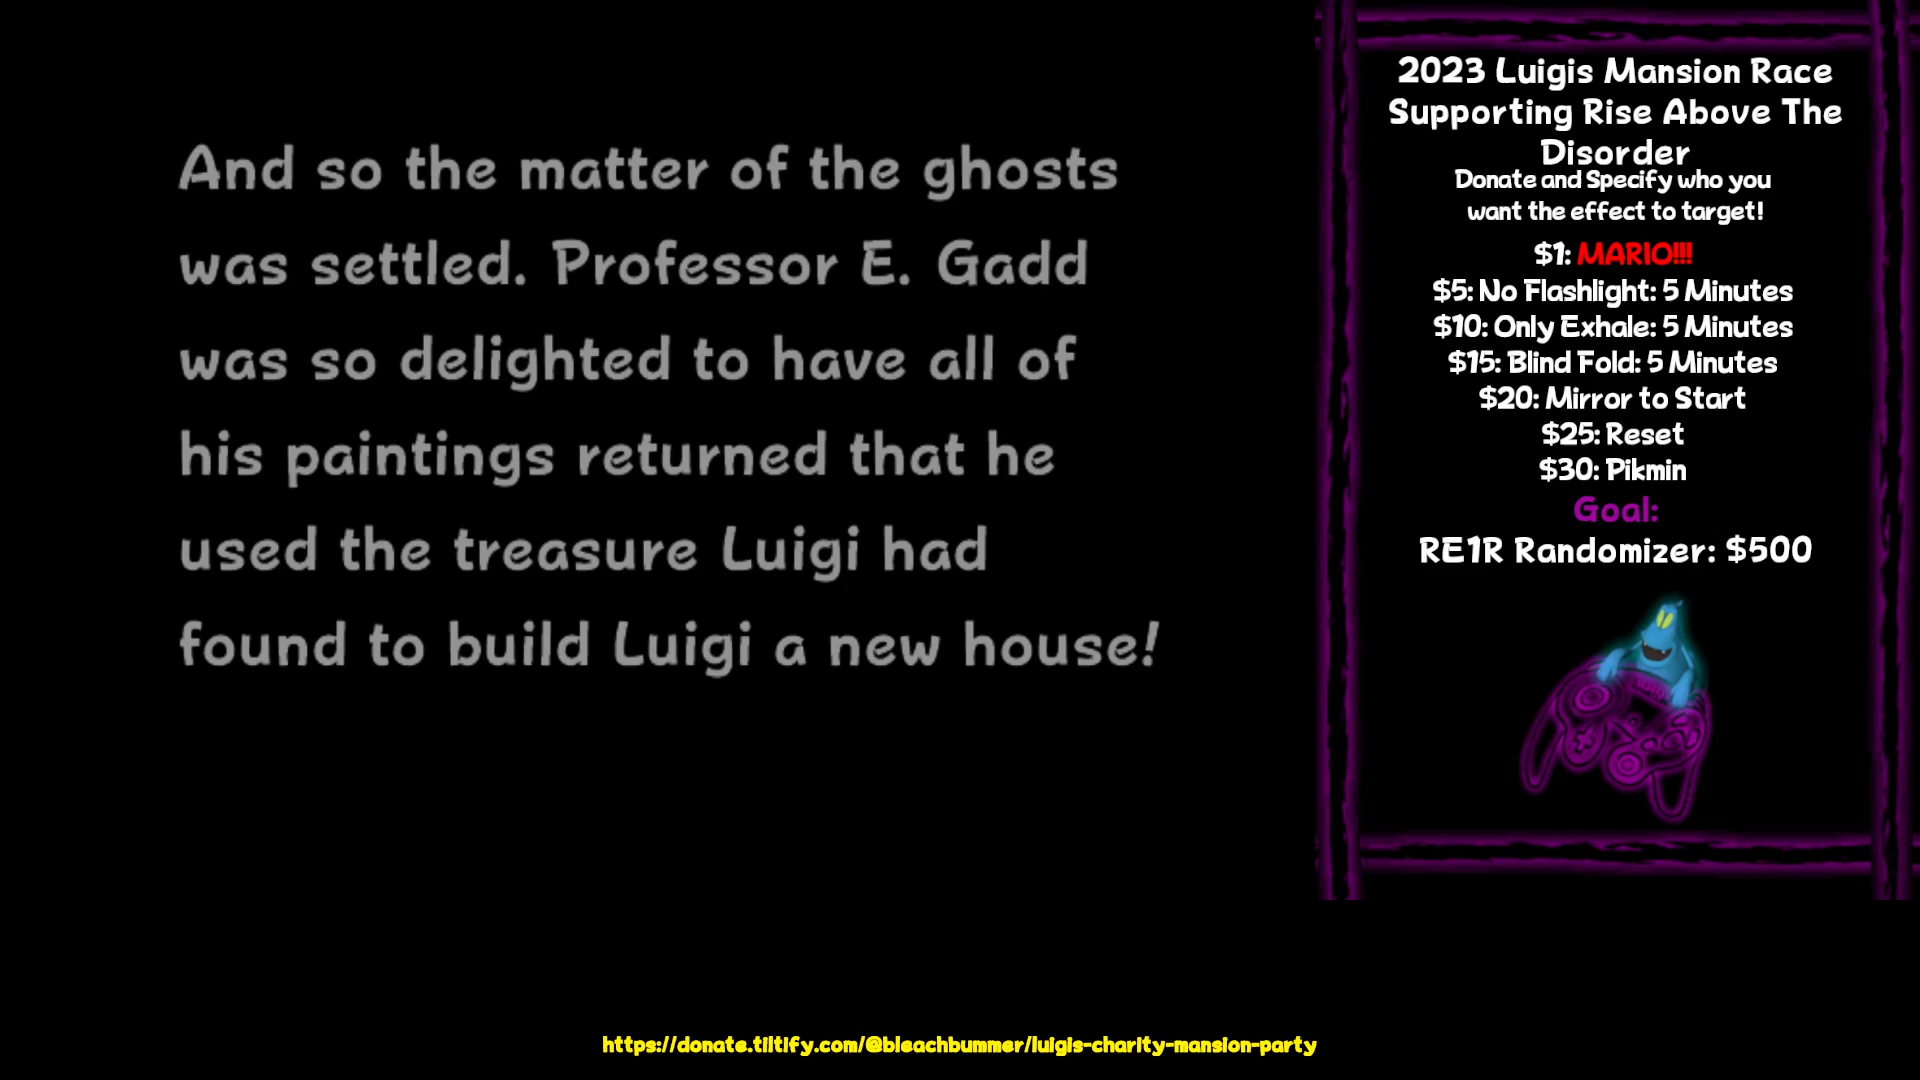 And so the matter of the ghosts
was settled. Professor E. Gadd
was so delighted to have all of
his paintings returned that he
used the treasure Luigi had
found to build Luigi a new house!
2023 Luigis Mansion Race
Supporting Rise Above The
Disorder
Donate and Specify who you
want the effect to target!
$1: MARIO!!!
$5: No Flashlight: 5 Minutes
$10: Only Exhale: 5 Minutes
$15: Blind Fold: 5 Minutes
$20: Mirror to Start
$25: Reset
$30: Pikmin
Goal:
RE1R Randomizer: $500
https://donate.tiltify.com/@bleachbummer/luigis-charity-mansion-party